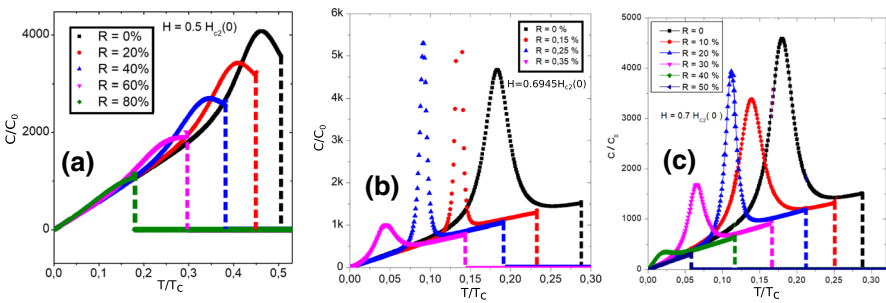 H = 0.5 H_c2(0)
R = 0%
R = 20%
R = 40%
R = 60%
R = 80%
(a)
C/C_0
4000
2000
0
0,0 0,1 0,2 0,3 0,4 0,5
T/T_C
R = 0 %
R = 0,15 %
R = 0,25 %
R = 0,35 %
H=0.6945H_c2(0)
(b)
C/C_0
6k
5k
4k
3k
2k
1k
0
0,00 0,05 0,10 0,15 0,20 0,25 0,30
T/T_C
R = 0
R = 10 %
R = 20 %
R = 30 %
R = 40 %
R = 50 %
H = 0.7 H_C2( 0 )
(c)
C / C_0
5000
4000
3000
2000
1000
0
0,00 0,05 0,10 0,15 0,20 0,25 0,30
T/T_C